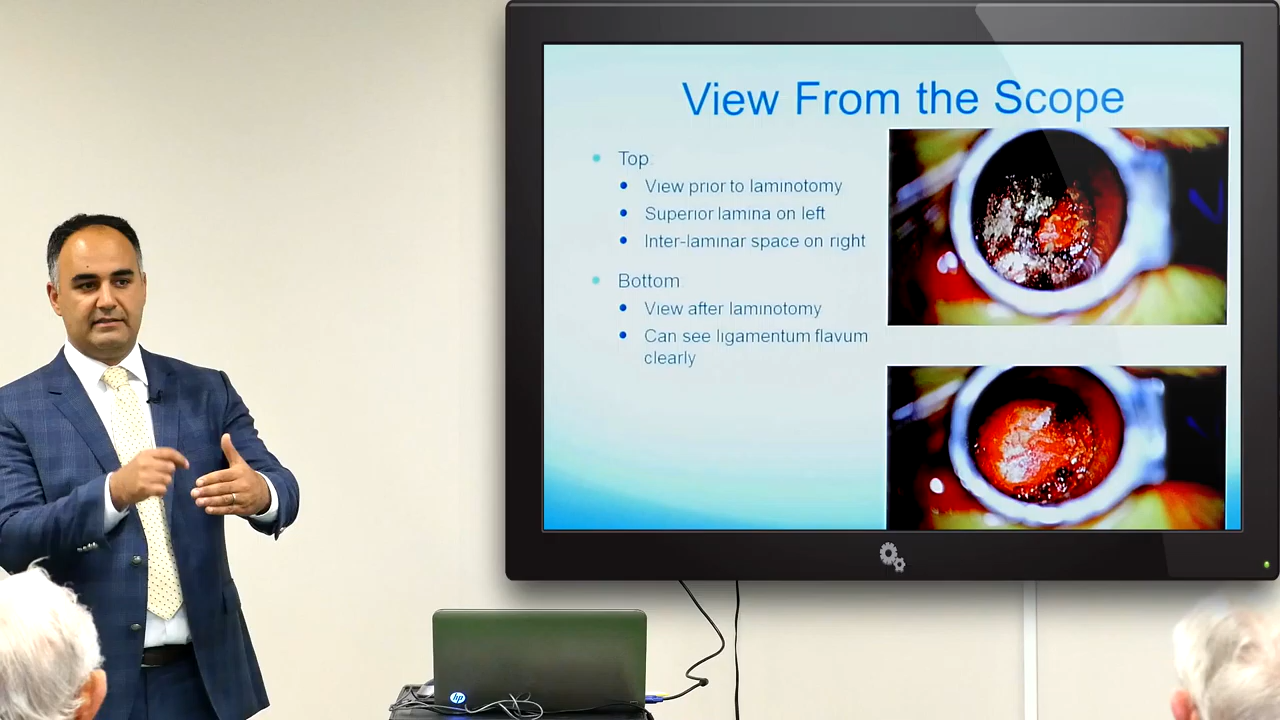 View From the Scope
Top
View prior to laminotomy
Superior lamina on left
Inter-laminar space on right
Bottom
View after laminotomy
Can see ligamentum flavum
clearly
hp